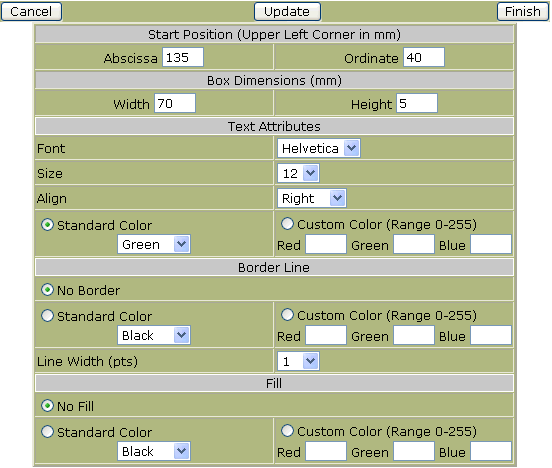 Cancel Update Finish
Start Position (Upper Left Corner in mm)
Abscissa 135 Ordinate 40
Box Dimensions (mm)
Width 70 Height 5
Text Attributes
Font Helvetica
Size 12
Align Right
Standard Color Custom Color (Range 0-255)
Green Red Green Blue
Border Line
No Border
Standard Color Custom Color (Range 0-255)
Black Red Green Blue
Line Width (pts) 1
Fill
No Fill
Standard Color Custom Color (Range 0-255)
Black Red Green Blue